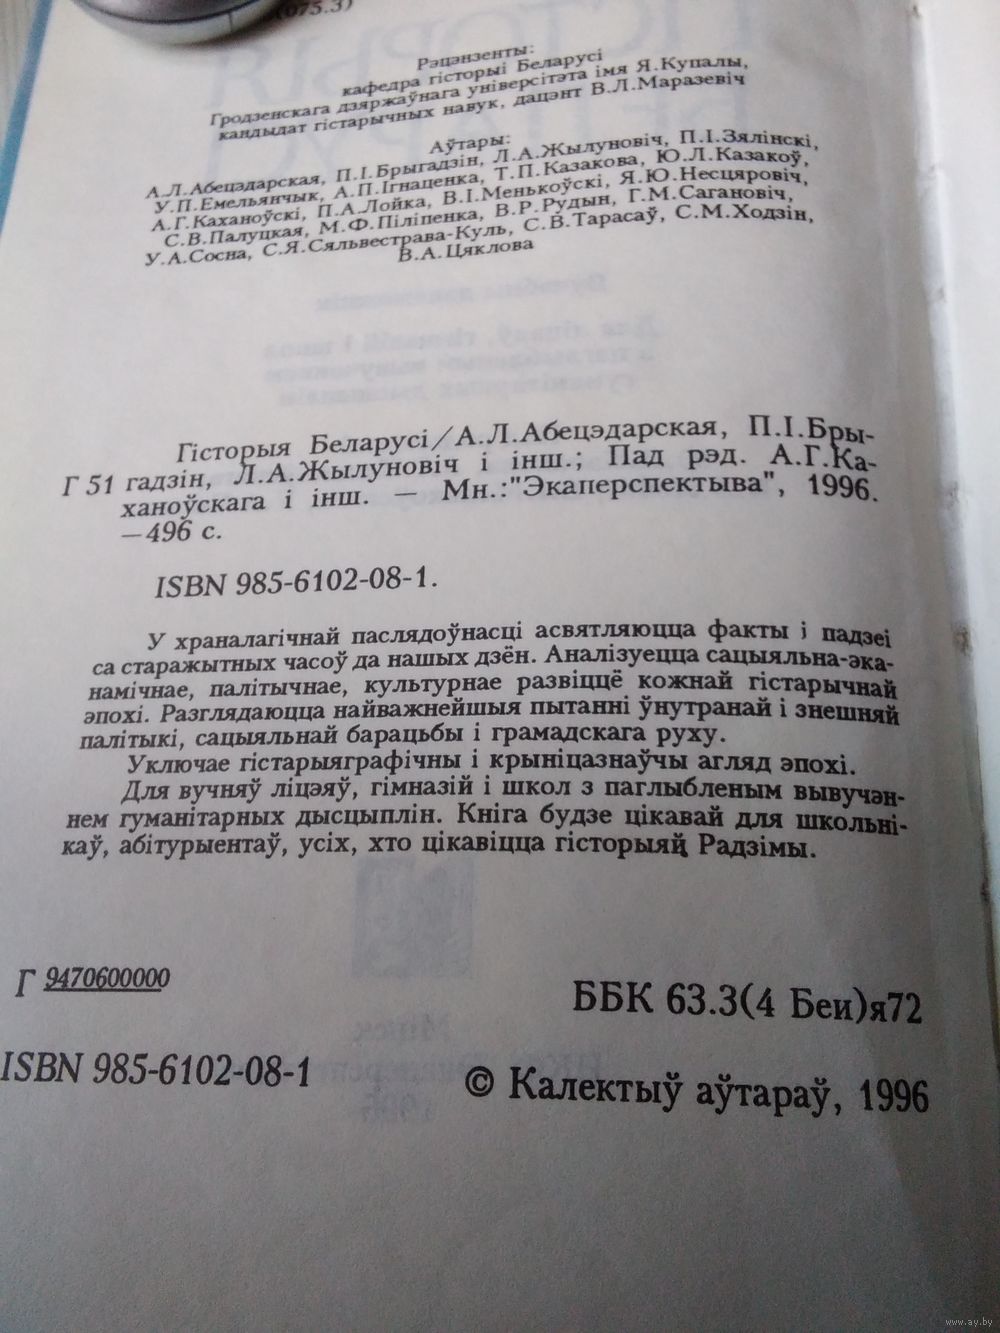 (075.3)
Рэцэнзенты:
кафедра гісторыі Беларусі
Гродзенскага дзяржаўнага універсітэта імя Я.Купалы,
кандыдат гістарычных навук, дацэнт В.Л.Маразевіч
Аўтары:
А.Л.Абецэдарская, П.І.Брыгадзін, Л.А.Жылуновіч, П.І.Зялінскі,
У.П.Емельянчык, А.П.Ігнаценка, Т.П.Казакова, Ю.Л.Казакоў,
А.Г.Каханоўскі, П.А.Лойка, В.І.Менькоўскі, Я.Ю.Несцяровіч,
С.В.Палуцкая, М.Ф.Піліпенка, В.Р.Рудын, Г.М.Сагановіч,
У.А.Сосна, С.Я.Сяльвестрава-Куль, С.В.Тарасаў, С.М.Ходзін,
В.А.Цяклова
Гісторыя Беларусі/А.Л.Абецэдарская, П.І.Бры-
Г 51 гадзін, Л.А.Жылуновіч і інш.; Пад рэд. А.Г.Ка-
ханоўскага і інш. — Мн.:"Экаперспектыва", 1996.
—496 с.
ISBN 985-6102-08-1.
У храналагічнай паслядоўнасці асвятляюцца факты і падзеі
са старажытных часоў да нашых дзён. Аналізуецца сацыяльна-эка-
намічнае, палітычнае, культурнае развіццё кожнай гістарычнай
эпохі. Разглядаюцца найважнейшыя пытанні ўнутранай і знешняй
палітыкі, сацыяльнай барацьбы і грамадскага руху.
Уключае гістарыяграфічны і крыніцазнаўчы агляд эпохі.
Для вучняў ліцэяў, гімназій і школ з паглыбленым вывучэн-
нем гуманітарных дысцыплін. Кніга будзе цікавай для школьні-
каў, абітурыентаў, усіх, хто цікавіцца гісторыяй Радзімы.
Г 9470600000
ББК 63.3(4 Беи)я72
ISBN 985-6102-08-1
© Калектыў аўтараў, 1996
www.ay.by